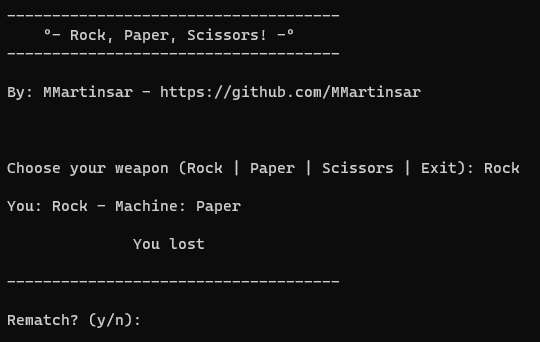 -------------------------------------
°- Rock, Paper, Scissors! -°
-------------------------------------
By: MMartinsar - https://github.com/MMartinsar
Choose your weapon (Rock | Paper | Scissors | Exit): Rock
You: Rock - Machine: Paper
You lost
-------------------------------------
Rematch? (y/n):